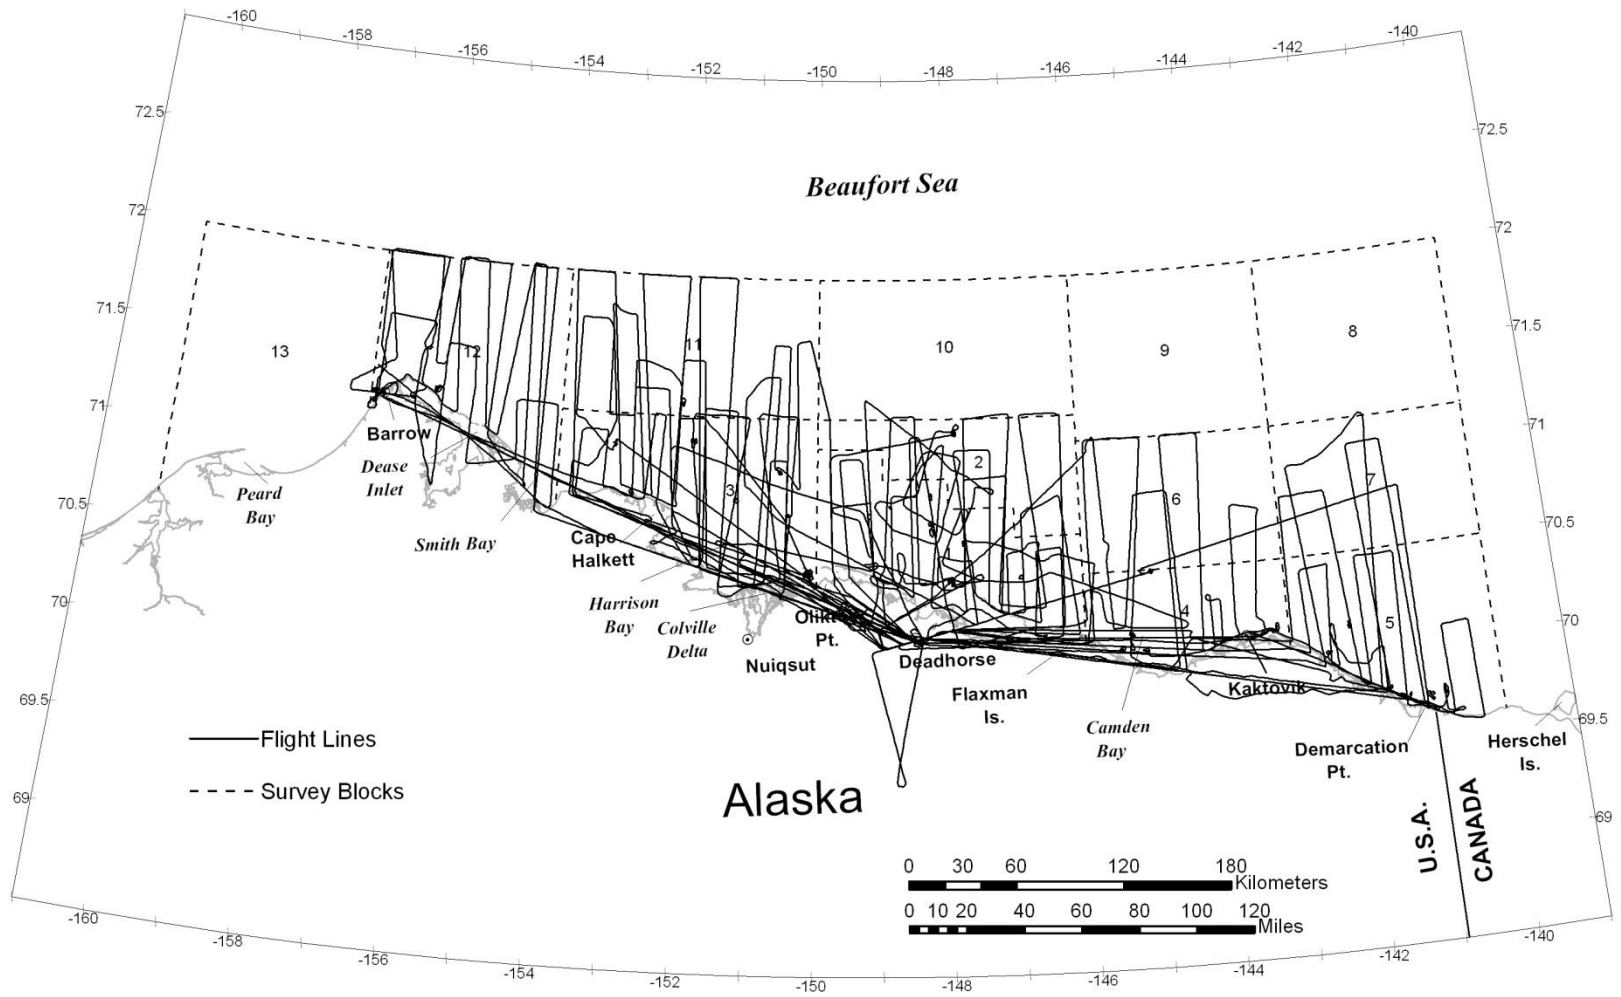 -160
-158
-156
-154
-152
-150
-148
-146
-144
-142
-140
72.5
72.5
Beaufort Sea
72
72
71.5
71.5
13
12
11
10
9
8
71
71
Barrow
Dease
Inlet
Peard
Bay
70.5
70.5
Smith Bay
Cape
Halkett
3
2
6
7
Harrison
Bay
Colville
Delta
70
70
Pt.
4
5
Nuiqsut
Deadhorse
Flaxman
Is.
Kaktovik
Camden
Bay
Demarcation
Pt.
Herschel
Is.
69.5
69.5
Flight Lines
Survey Blocks
Alaska
U.S.A.
CANADA
69
69
0 30 60 120 180
Kilometers
0 10 20 40 60 80 100 120
Miles
-160
-158
-156
-154
-152
-150
-148
-146
-144
-142
-140